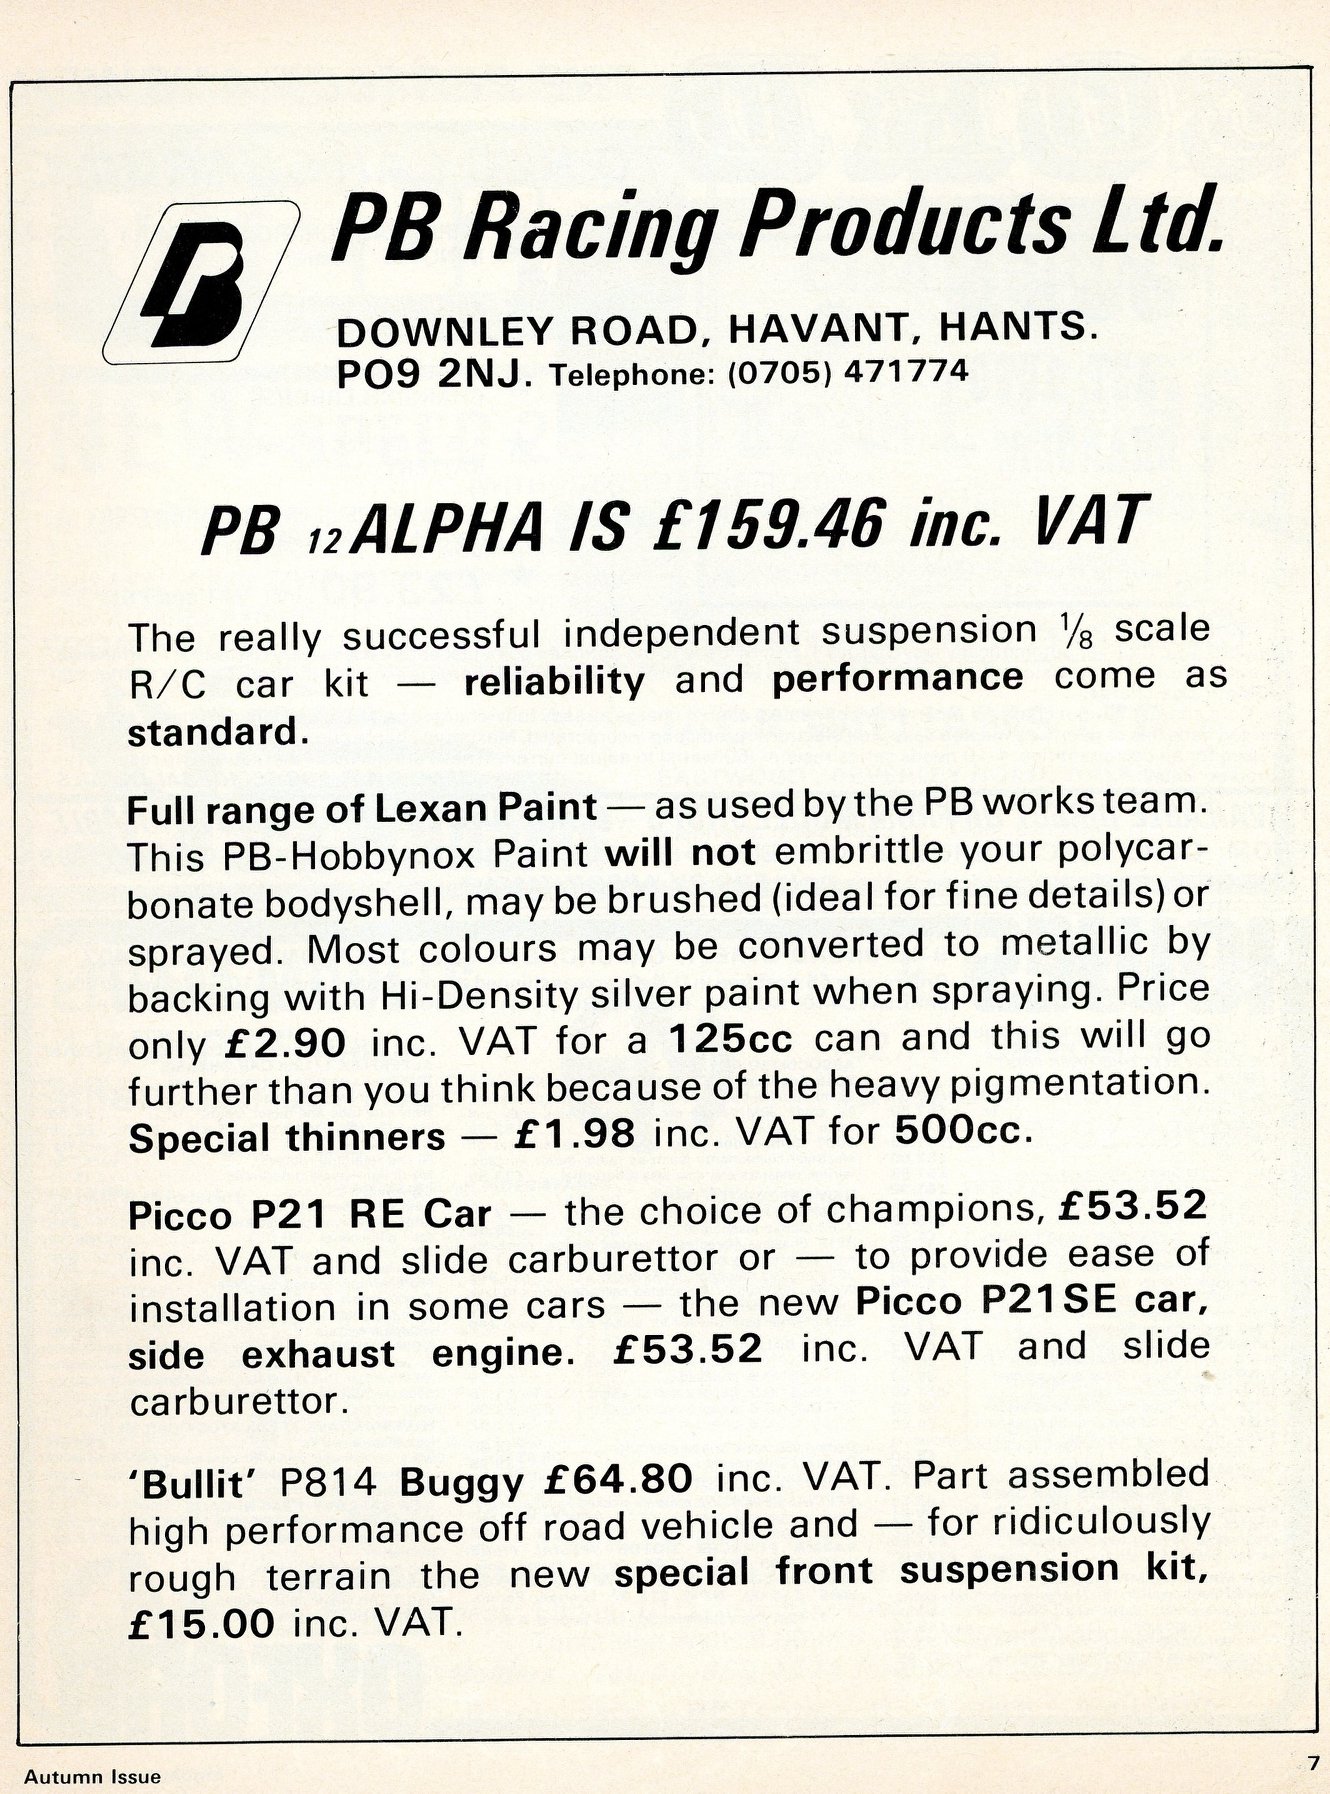 PB Racing Products Ltd.
DOWNLEY ROAD, HAVANT, HANTS.
PO9 2NJ. Telephone: (0705) 471774
PB 12 ALPHA IS £159.46 inc. VAT
The really successful independent suspension ⅛ scale
R/C car kit — reliability and performance come as
standard.
Full range of Lexan Paint — as used by the PB works team.
This PB-Hobbynox Paint will not embrittle your polycar-
bonate bodyshell, may be brushed (ideal for fine details) or
sprayed. Most colours may be converted to metallic by
backing with Hi-Density silver paint when spraying. Price
only £2.90 inc. VAT for a 125cc can and this will go
further than you think because of the heavy pigmentation.
Special thinners — £1.98 inc. VAT for 500cc.
Picco P21 RE Car — the choice of champions, £53.52
inc. VAT and slide carburettor or — to provide ease of
installation in some cars — the new Picco P21SE car,
side exhaust engine. £53.52 inc. VAT and slide
carburettor.
'Bullit' P814 Buggy £64.80 inc. VAT. Part assembled
high performance off road vehicle and — for ridiculously
rough terrain the new special front suspension kit,
£15.00 inc. VAT.
Autumn Issue
7